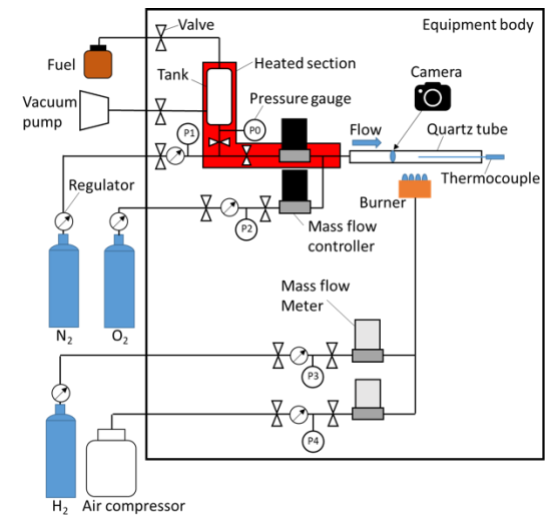 Equipment body
Valve
Fuel
Tank
Heated section
Camera
Vacuum
pump
Pressure gauge
P0
P1
Flow
Quartz tube
Thermocouple
Regulator
Burner
P2
Mass flow
controller
N₂
O₂
Mass flow
Meter
P3
P4
H₂
Air compressor